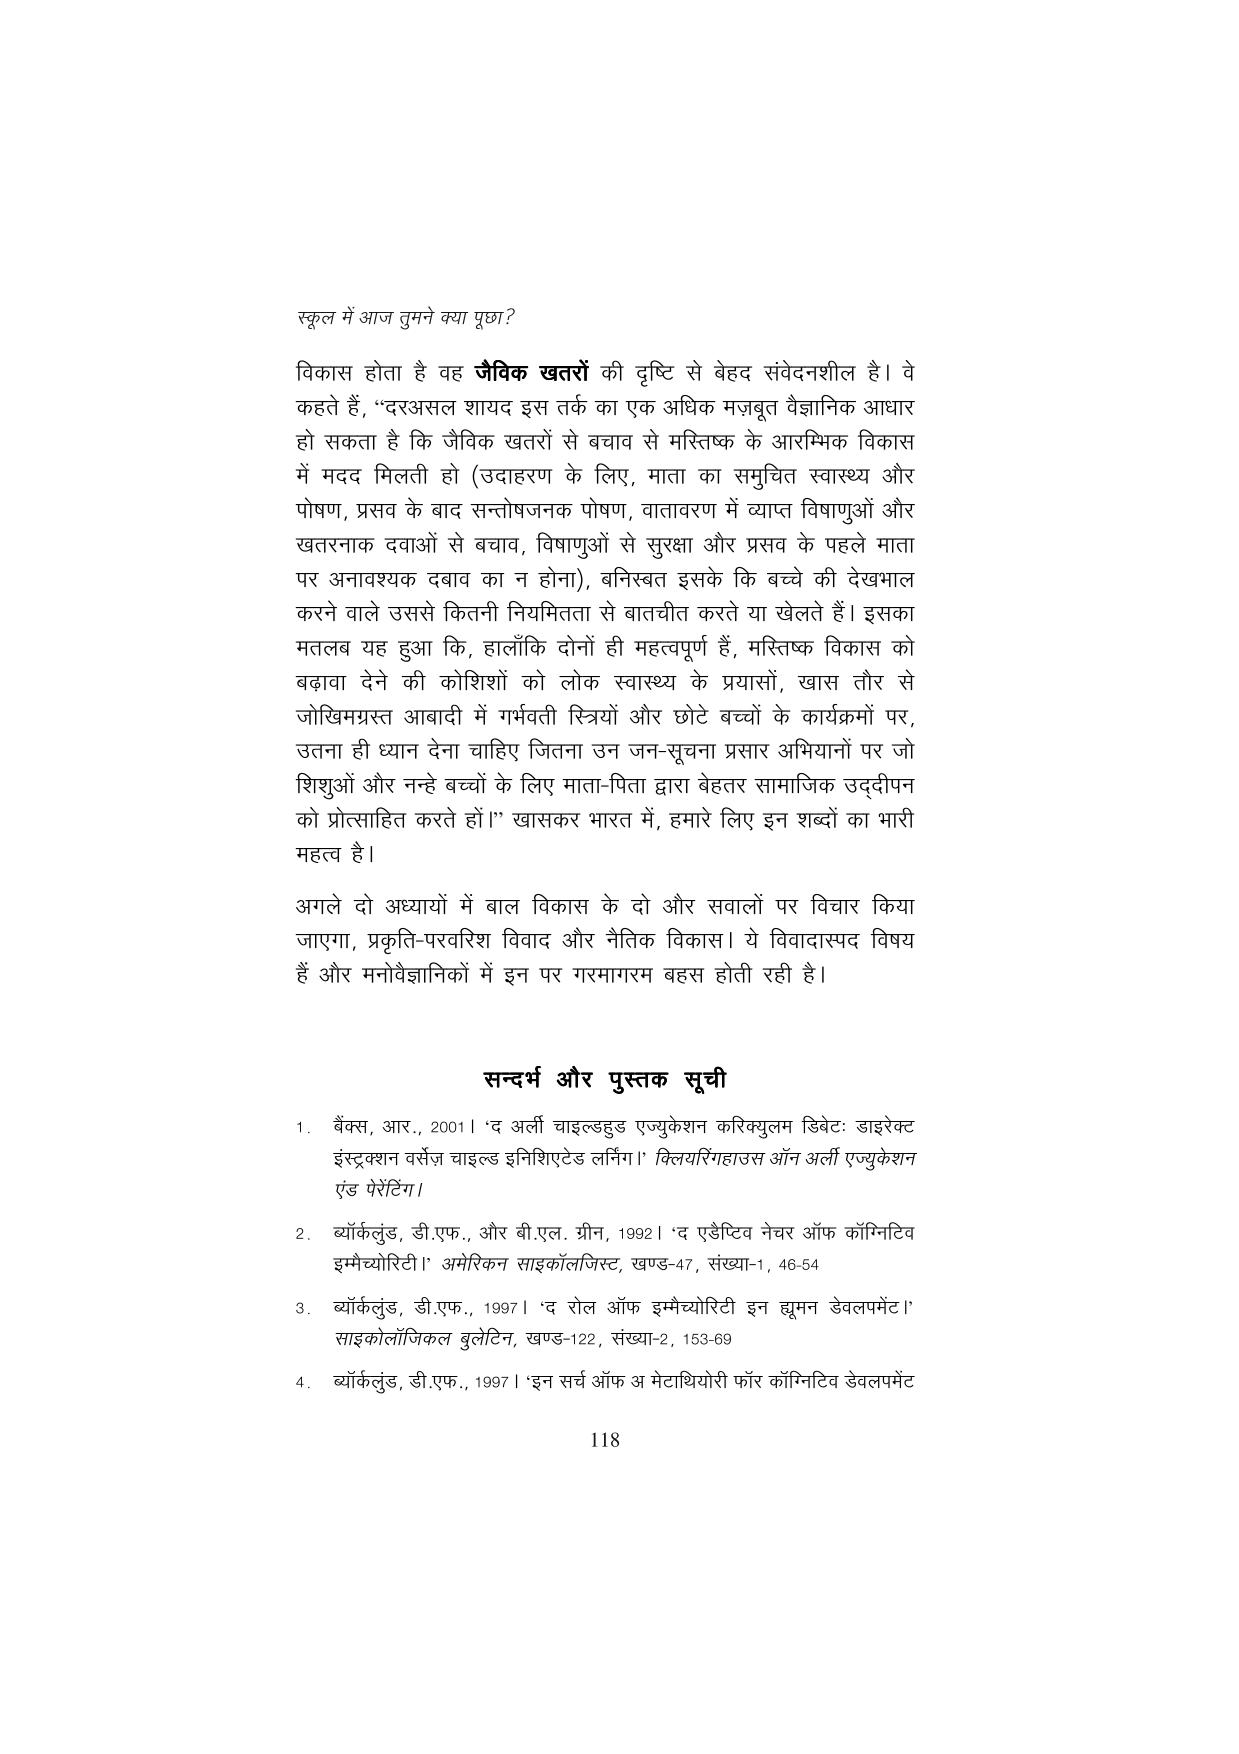 स्कूल में आज तुमने क्या पूछा?
विकास होता है वह जैविक खतरों की दृष्टि से बेहद संवेदनशील है। वे
कहते हैं, “दरअसल शायद इस तर्क का एक अधिक मज़बूत वैज्ञानिक आधार
हो सकता है कि जैविक खतरों से बचाव से मस्तिष्क के आरम्भिक विकास
में मदद मिलती हो (उदाहरण के लिए, माता का समुचित स्वास्थ्य और
पोषण, प्रसव के बाद सन्तोषजनक पोषण, वातावरण में व्याप्त विषाणुओं और
खतरनाक दवाओं से बचाव, विषाणुओं से सुरक्षा और प्रसव के पहले माता
पर अनावश्यक दबाव का न होना), बनिस्बत इसके कि बच्चे की देखभाल
करने वाले उससे कितनी नियमितता से बातचीत करते या खेलते हैं। इसका
मतलब यह हुआ कि, हालाँकि दोनों ही महत्वपूर्ण हैं, मस्तिष्क विकास को
बढ़ावा देने की कोशिशों को लोक स्वास्थ्य के प्रयासों, खास तौर से
जोखिमग्रस्त आबादी में गर्भवती स्त्रियों और छोटे बच्चों के कार्यक्रमों पर,
उतना ही ध्यान देना चाहिए जितना उन जन-सूचना प्रसार अभियानों पर जो
शिशुओं और नन्हे बच्चों के लिए माता-पिता द्वारा बेहतर सामाजिक उद्‌दीपन
को प्रोत्साहित करते हों।” खासकर भारत में, हमारे लिए इन शब्दों का भारी
महत्व है।
अगले दो अध्यायों में बाल विकास के दो और सवालों पर विचार किया
जाएगा, प्रकृति-परवरिश विवाद और नैतिक विकास। ये विवादास्पद विषय
हैं और मनोवैज्ञानिकों में इन पर गरमागरम बहस होती रही है।
सन्दर्भ और पुस्तक सूची
1. बैंक्स, आर., 2001। ‘द अर्ली चाइल्डहुड एज्युकेशन करिक्युलम डिबेटः डाइरेक्ट
इंस्ट्रक्शन वर्सेज़ चाइल्ड इनिशिएटेड लर्निंग।’ क्लियरिंगहाउस ऑन अर्ली एज्युकेशन
एंड पेरेंटिंग।
2. ब्यॉर्कलुंड, डी.एफ., और बी.एल. ग्रीन, 1992। ‘द एडैप्टिव नेचर ऑफ कॉग्निटिव
इम्मैच्योरिटी।’ अमेरिकन साइकॉलजिस्ट, खण्ड-47, संख्या-1, 46-54
3. ब्यॉर्कलुंड, डी.एफ., 1997। ‘द रोल ऑफ इम्मैच्योरिटी इन ह्यूमन डेवलपमेंट।’
साइकोलॉजिकल बुलेटिन, खण्ड-122, संख्या-2, 153-69
4. ब्यॉर्कलुंड, डी.एफ., 1997। ‘इन सर्च ऑफ अ मेटाथियोरी फॉर कॉग्निटिव डेवलपमेंट
118